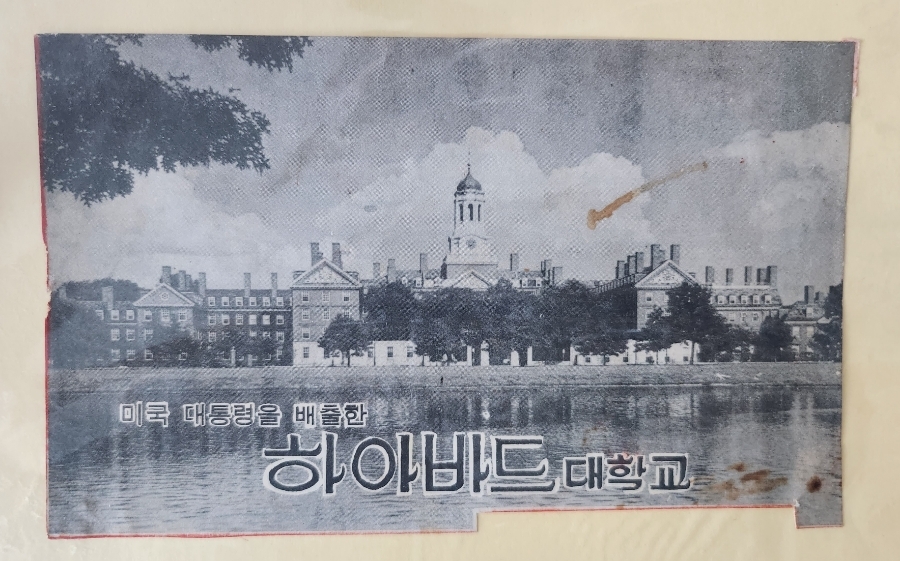 미국 대통령을 배출한
하아바드 대학교